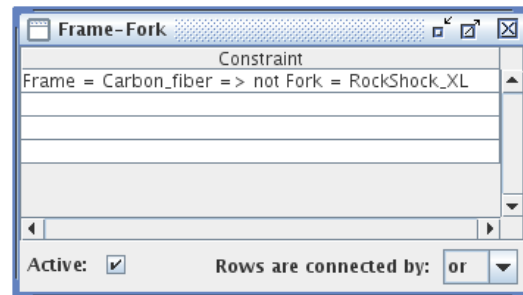 Frame-Fork
Constraint
Frame = Carbon_fiber => not Fork = RockShock_XL
Active:
Rows are connected by: or